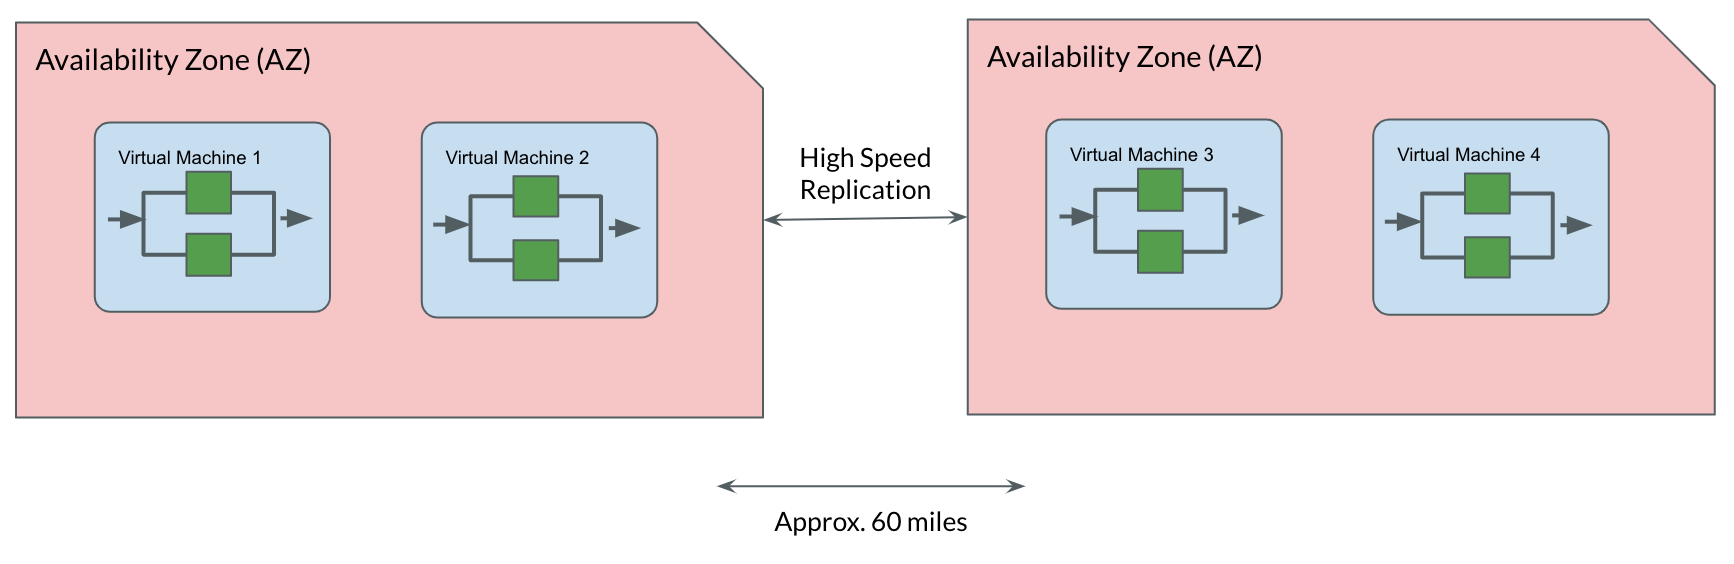 Availability Zone (AZ)
Virtual Machine 1
Virtual Machine 2
High Speed
Replication
Availability Zone (AZ)
Virtual Machine 3
Virtual Machine 4
Approx. 60 miles